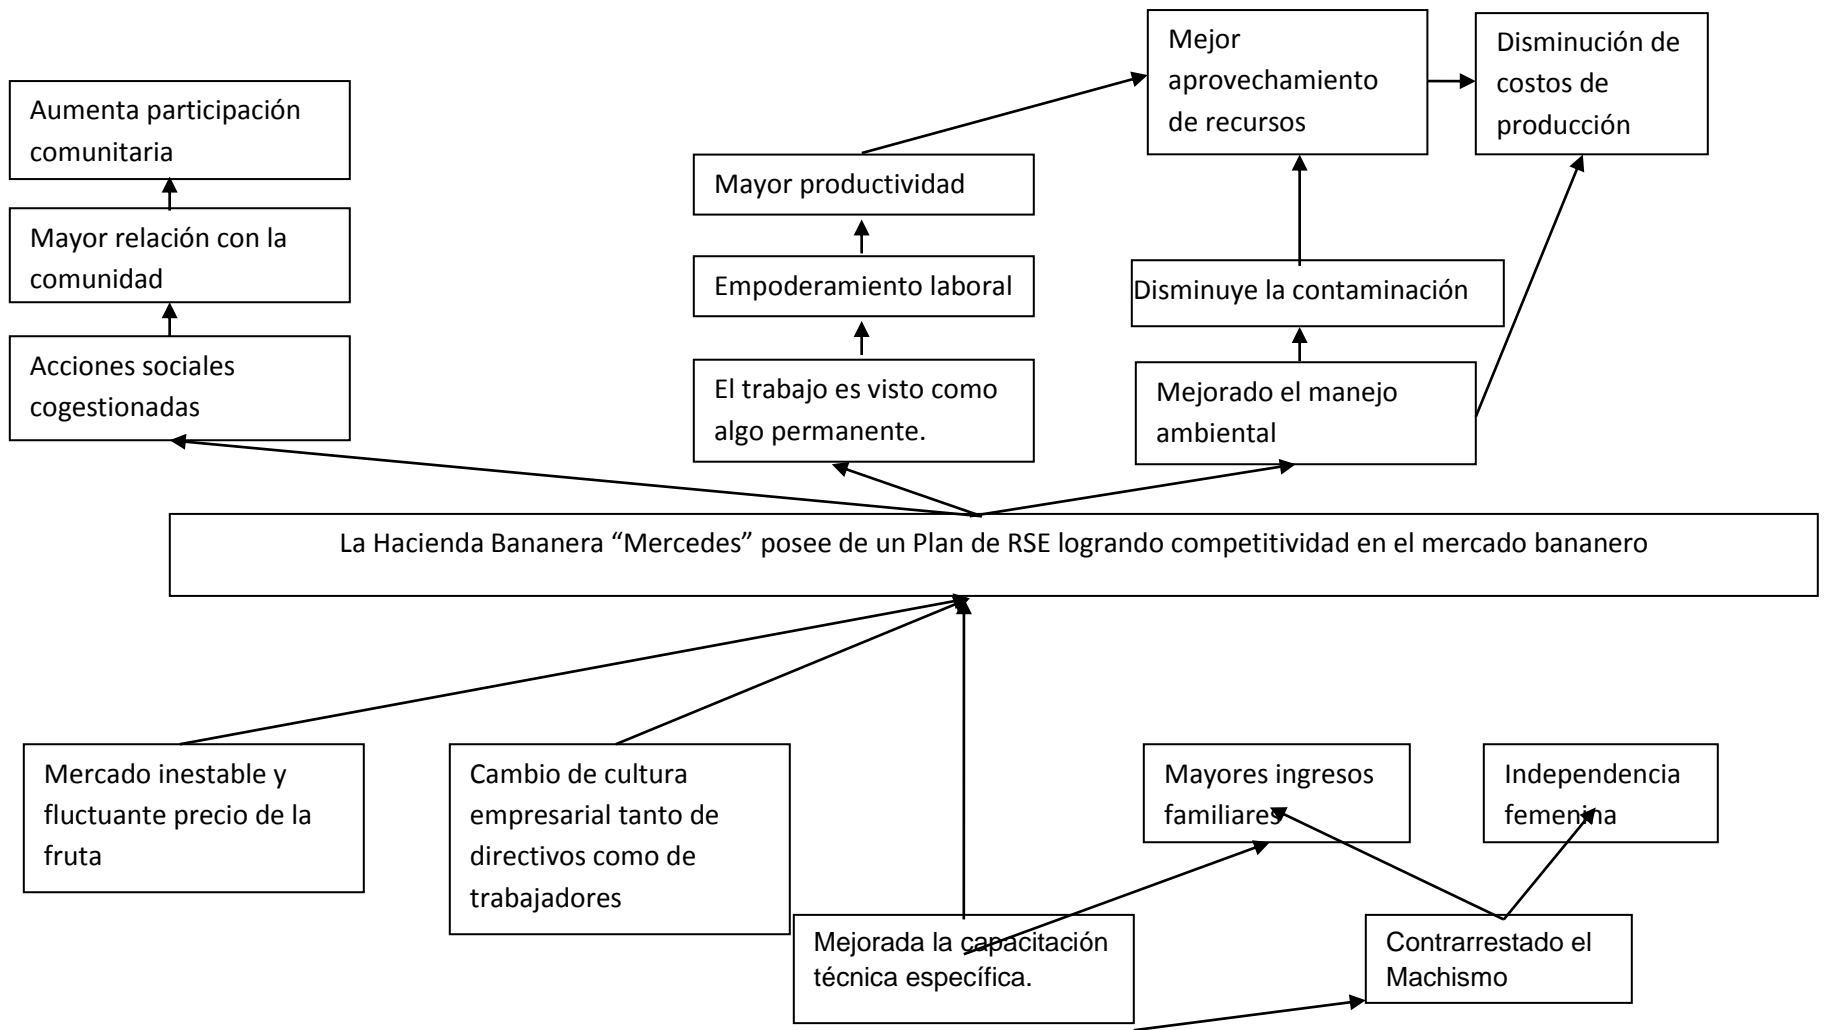 Mejor
aprovechamiento
de recursos
Disminución de
costos de
producción
Aumenta participación
comunitaria
Mayor productividad
Mayor relación con la
comunidad
Empoderamiento laboral
Disminuye la contaminación
Acciones sociales
cogestionadas
El trabajo es visto como
algo permanente.
Mejorado el manejo
ambiental
La Hacienda Bananera “Mercedes” posee de un Plan de RSE logrando competitividad en el mercado bananero
Mercado inestable y
fluctuante precio de la
fruta
Cambio de cultura
empresarial tanto de
directivos como de
trabajadores
Mayores ingresos
familiares
Independencia
femenina
Mejorada la capacitación
técnica específica.
Contrarrestado el
Machismo